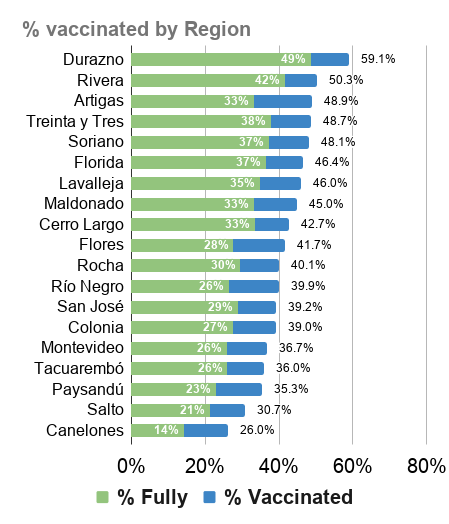 % vaccinated by Region
Durazno 49% 59.1%
Rivera 42% 50.3%
Artigas 33% 48.9%
Treinta y Tres 38% 48.7%
Soriano 37% 48.1%
Florida 37% 46.4%
Lavalleja 35% 46.0%
Maldonado 33% 45.0%
Cerro Largo 33% 42.7%
Flores 28% 41.7%
Rocha 30% 40.1%
Río Negro 26% 39.9%
San José 29% 39.2%
Colonia 27% 39.0%
Montevideo 26% 36.7%
Tacuarembó 26% 36.0%
Paysandú 23% 35.3%
Salto 21% 30.7%
Canelones 14% 26.0%
0% 20% 40% 60% 80%
% Fully % Vaccinated